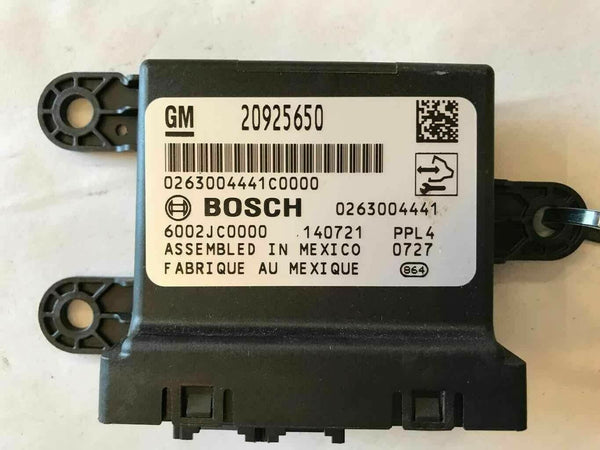 GM 20925650
0263004441C0000
BOSCH 0263004441
6002JC0000 140721 PPL4
ASSEMBLED IN MEXICO 0727
FABRIQUE AU MEXIQUE 864